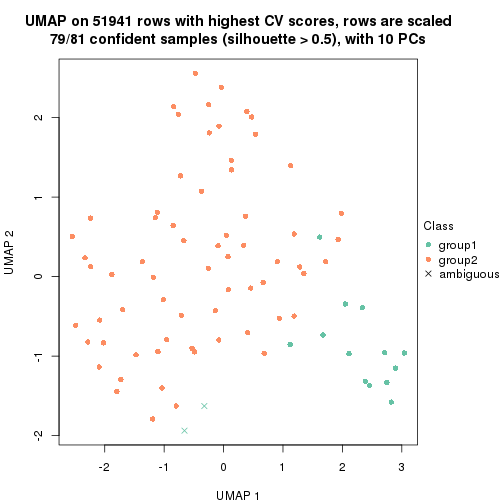 UMAP on 51941 rows with highest CV scores, rows are scaled
79/81 confident samples (silhouette > 0.5), with 10 PCs
UMAP 2
2
1
0
-1
-2
-2
-1
0
1
2
3
UMAP 1
Class
group1
group2
ambiguous